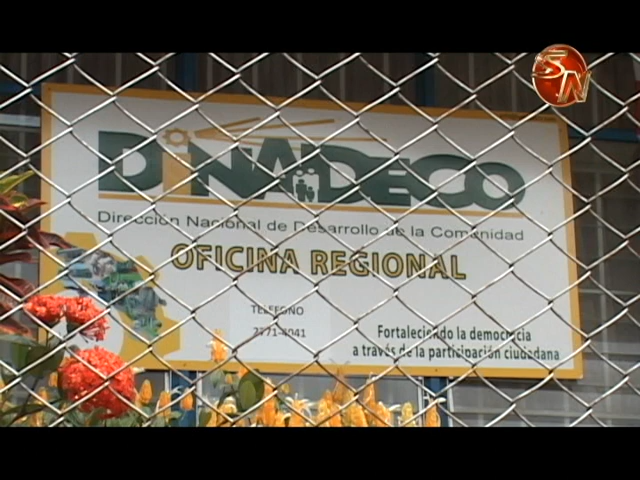 SN
DINADECO
Dirección Nacional de Desarrollo de la Comunidad
OFICINA REGIONAL
TELEFONO
2771-4041
Fortaleciendo la democracia
a través de la participación ciudadana